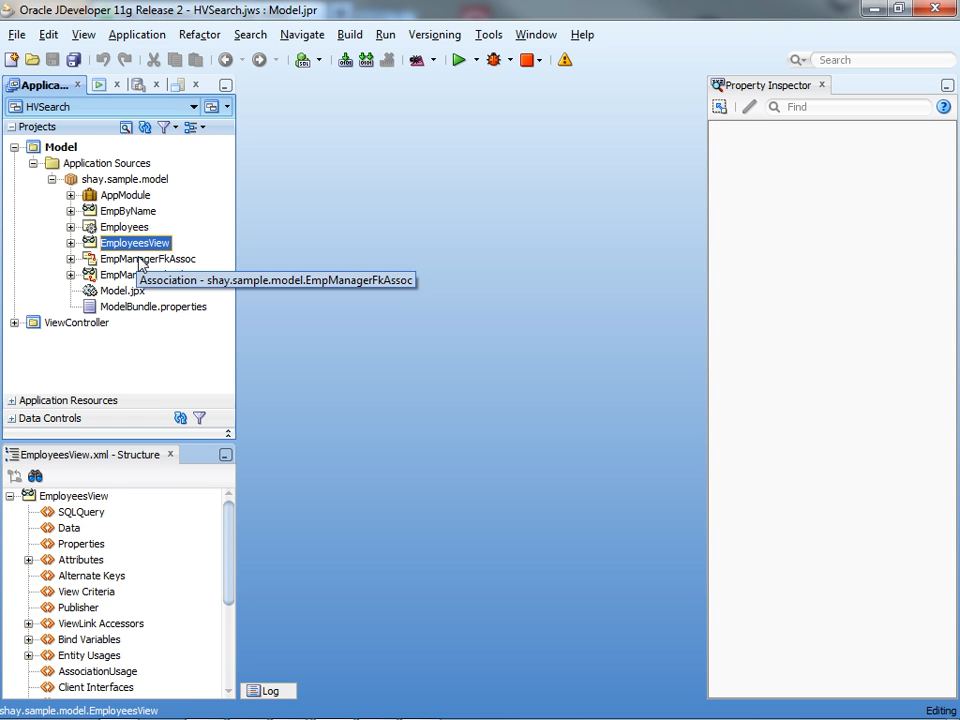 Oracle JDeveloper 11g Release 2 - HVSearch.jws : Model.jpr
File Edit View Application Refactor Search Navigate Build Run Versioning Tools Window Help
Search
Applica...
Property Inspector
HVSearch
Find
Projects
Model
Application Sources
shay.sample.model
AppModule
EmpByName
Employees
EmployeesView
EmpManagerFkAssoc
Association - shay.sample.model.EmpManagerFkAssoc
Model.jpx
ModelBundle.properties
ViewController
Application Resources
Data Controls
EmployeesView.xml - Structure
EmployeesView
SQLQuery
Data
Properties
Attributes
Alternate Keys
View Criteria
Publisher
ViewLink Accessors
Bind Variables
Entity Usages
AssociationUsage
Client Interfaces
Log
shay.sample.model.EmployeesView
Editing